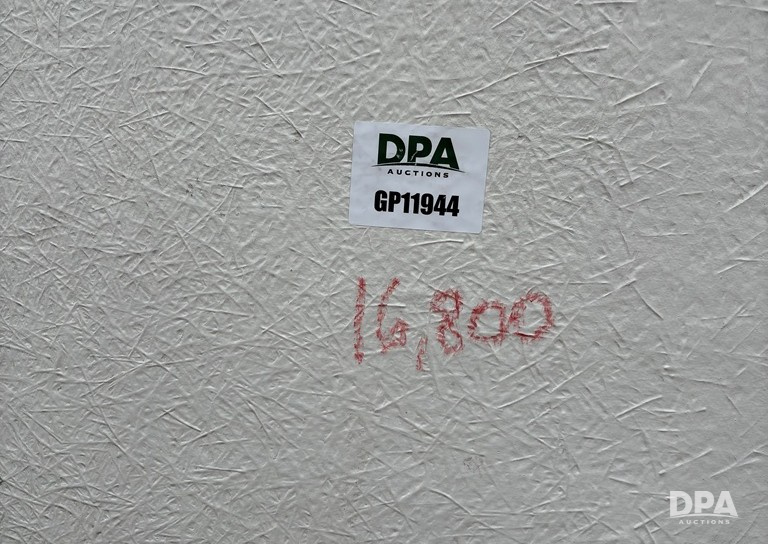 DPA
AUCTIONS
GP11944
16,800
DPA
AUCTIONS